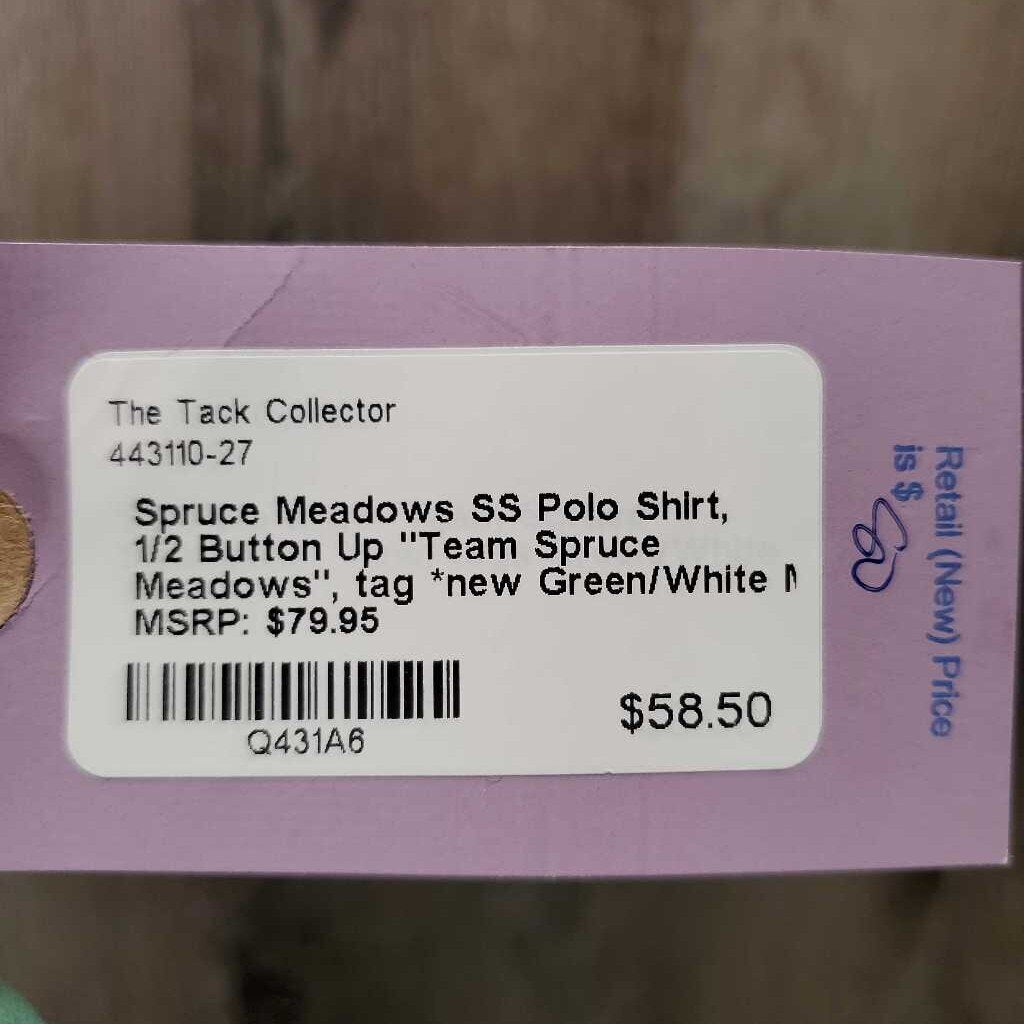 The Tack Collector
443110-27
Spruce Meadows SS Polo Shirt,
1/2 Button Up "Team Spruce
Meadows", tag *new Green/White
MSRP: $79.95
Q431A6
$58.50
Retail (New) Price
is $ 80